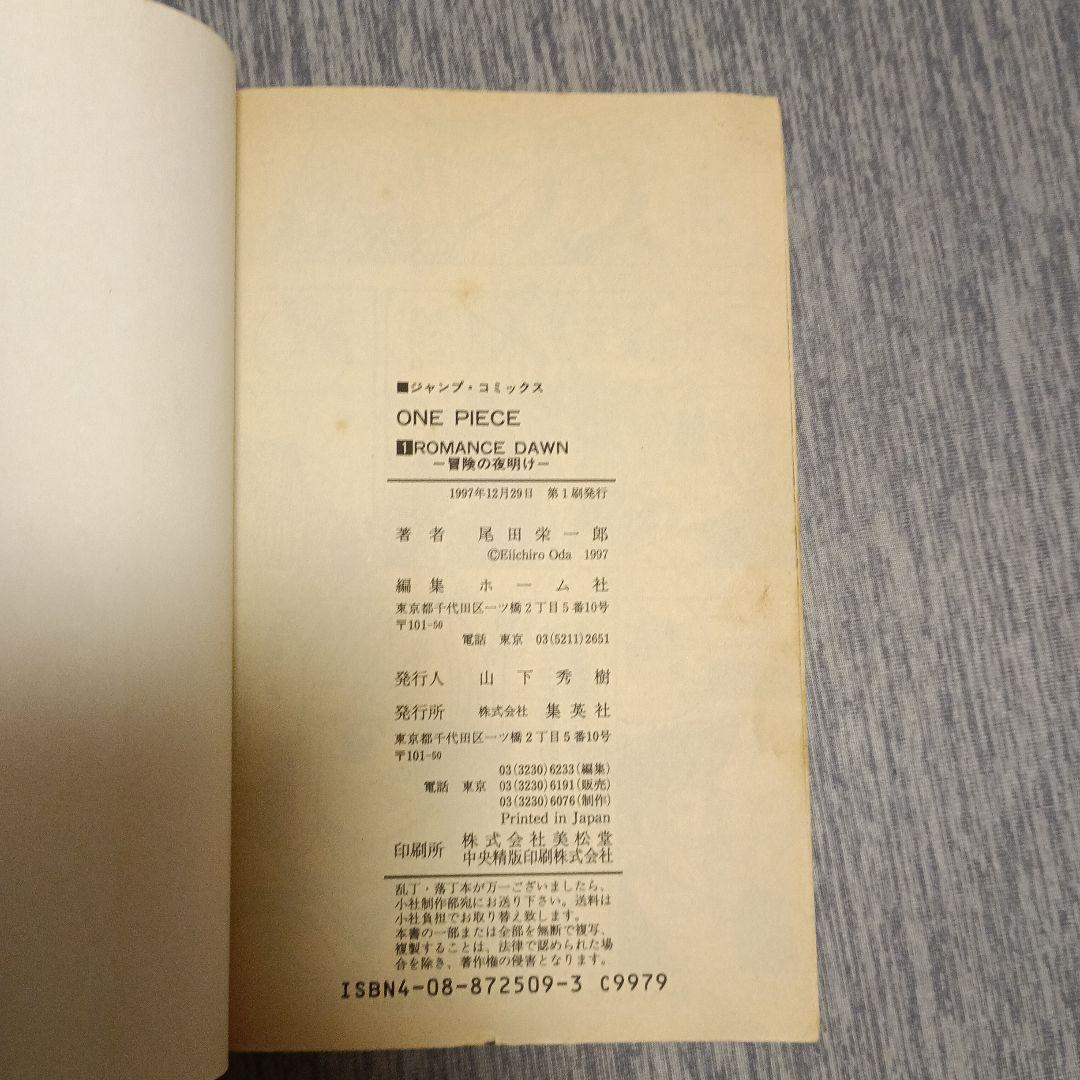 ■ジャンプ・コミックス
ONE PIECE
1 ROMANCE DAWN
―冒険の夜明け―
1997年12月29日 第1刷発行
著者 尾田栄一郎
©Eiichiro Oda 1997
編集 ホーム社
東京都千代田区一ツ橋2丁目5番10号
〒101-50
電話 東京 03(5211)2651
発行人 山下秀樹
発行所 株式会社 集英社
東京都千代田区一ツ橋2丁目5番10号
〒101-50
03(3230)6233(編集)
電話 東京 03(3230)6191(販売)
03(3230)6076(制作)
Printed in Japan
印刷所 株式会社美松堂
中央精版印刷株式会社
乱丁・落丁本が万一ございましたら、
小社制作部宛にお送り下さい。送料は
小社負担でお取り替え致します。
本書の一部または全部を無断で複写、
複製することは、法律で認められた場
合を除き、著作権の侵害となります。
ISBN4-08-872509-3 C9979